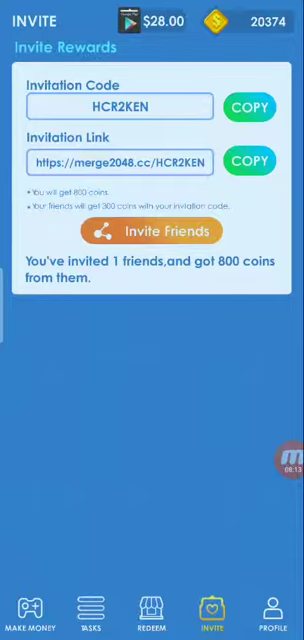 INVITE
$28.00
20374
Invite Rewards
Invitation Code
HCR2KEN
COPY
Invitation Link
https://merge2048.cc/HCR2KEN
COPY
• You will get 800 coins.
• Your friends will get 300 coins with your invitation code.
Invite Friends
You've invited 1 friends,and got 800 coins
from them.
08:13
MAKE MONEY
TASKS
REDEEM
INVITE
PROFILE